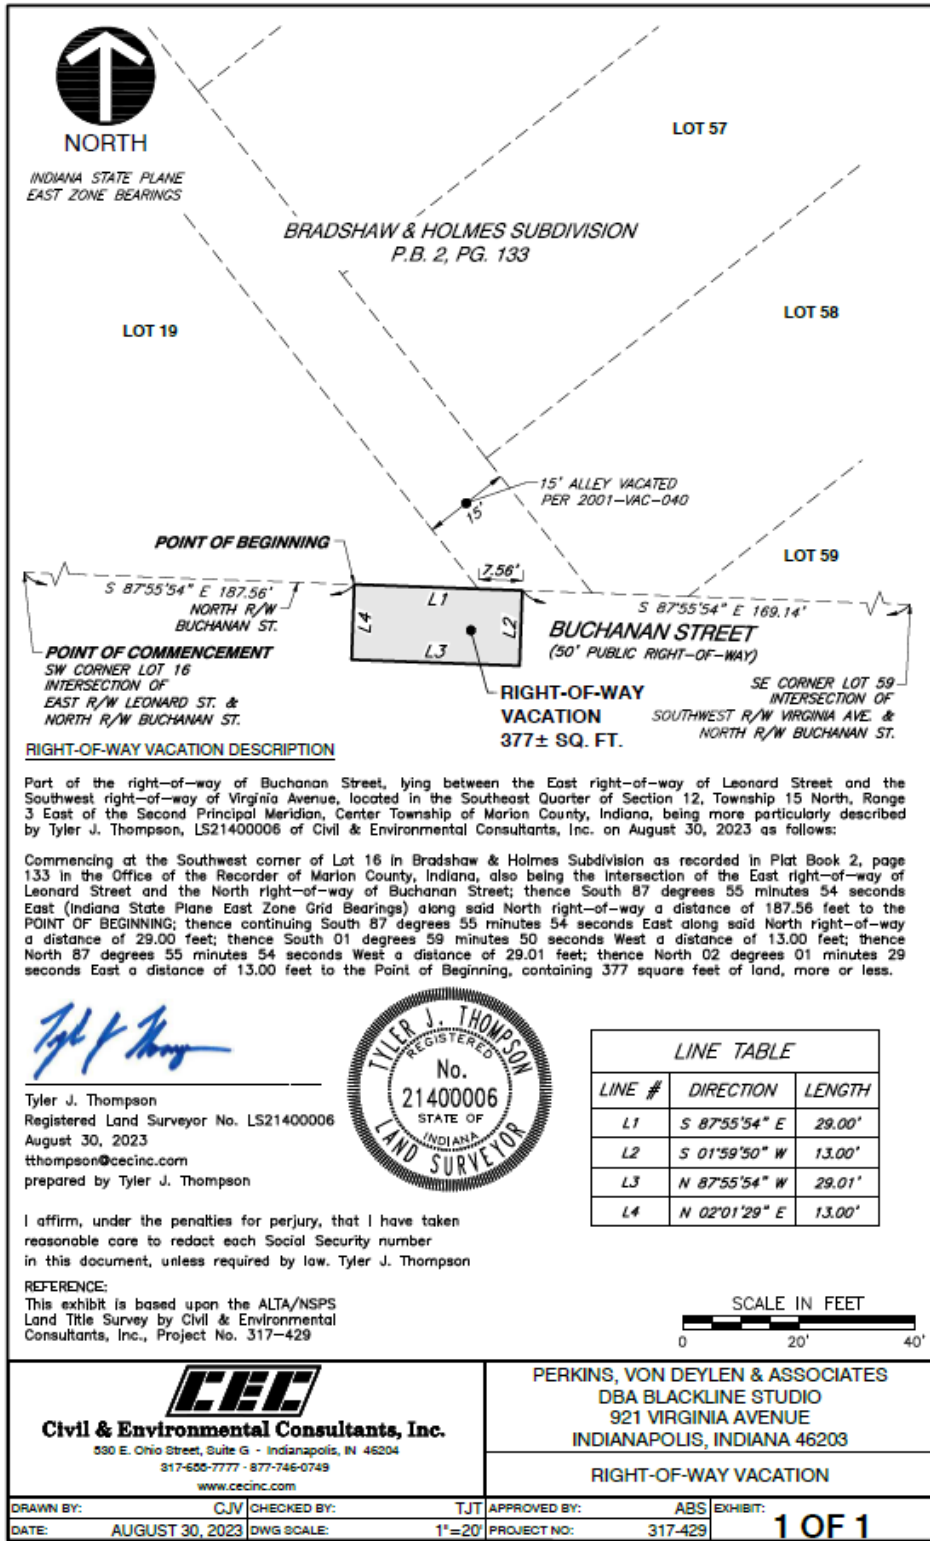 NORTH
INDIANA STATE PLANE
EAST ZONE BEARINGS
LOT 57
BRADSHAW & HOLMES SUBDIVISION
P.B. 2, PG. 133
LOT 19
LOT 58
15' ALLEY VACATED
PER 2001-VAC-040
15'
POINT OF BEGINNING
LOT 59
7.56'
S 87°55'54" E 187.56'
NORTH R/W
BUCHANAN ST.
L1
L4
L2
L3
S 87°55'54" E 169.14'
BUCHANAN STREET
(50' PUBLIC RIGHT-OF-WAY)
POINT OF COMMENCEMENT
SW CORNER LOT 16
INTERSECTION OF
EAST R/W LEONARD ST. &
NORTH R/W BUCHANAN ST.
RIGHT-OF-WAY
VACATION
377± SQ. FT.
SE CORNER LOT 59
INTERSECTION OF
SOUTHWEST R/W VIRGINIA AVE. &
NORTH R/W BUCHANAN ST.
RIGHT-OF-WAY VACATION DESCRIPTION
Part of the right-of-way of Buchanan Street, lying between the East right-of-way of Leonard Street and the
Southwest right-of-way of Virginia Avenue, located in the Southeast Quarter of Section 12, Township 15 North, Range
3 East of the Second Principal Meridian, Center Township of Marion County, Indiana, being more particularly described
by Tyler J. Thompson, LS21400006 of Civil & Environmental Consultants, Inc. on August 30, 2023 as follows:
Commencing at the Southwest corner of Lot 16 in Bradshaw & Holmes Subdivision as recorded in Plat Book 2, page
133 in the Office of the Recorder of Marion County, Indiana, also being the intersection of the East right-of-way of
Leonard Street and the North right-of-way of Buchanan Street; thence South 87 degrees 55 minutes 54 seconds
East (Indiana State Plane East Zone Grid Bearings) along said North right-of-way a distance of 187.56 feet to the
POINT OF BEGINNING; thence continuing South 87 degrees 55 minutes 54 seconds East along said North right-of-way
a distance of 29.00 feet; thence South 01 degrees 59 minutes 50 seconds West a distance of 13.00 feet; thence
North 87 degrees 55 minutes 54 seconds West a distance of 29.01 feet; thence North 02 degrees 01 minutes 29
seconds East a distance of 13.00 feet to the Point of Beginning, containing 377 square feet of land, more or less.
Tyler J. Thompson
Registered Land Surveyor No. LS21400006
August 30, 2023
tthompson@cecinc.com
prepared by Tyler J. Thompson
TYLER J. THOMPSON
REGISTERED
No.
21400006
STATE OF
INDIANA
LAND SURVEYOR
LINE TABLE
LINE # DIRECTION LENGTH
L1 S 87°55'54" E 29.00'
L2 S 01°59'50" W 13.00'
L3 N 87°55'54" W 29.01'
L4 N 02°01'29" E 13.00'
I affirm, under the penalties for perjury, that I have taken
reasonable care to redact each Social Security number
in this document, unless required by law. Tyler J. Thompson
REFERENCE:
This exhibit is based upon the ALTA/NSPS
Land Title Survey by Civil & Environmental
Consultants, Inc., Project No. 317-429
SCALE IN FEET
0 20' 40'
CEC
Civil & Environmental Consultants, Inc.
530 E. Ohio Street, Suite G - Indianapolis, IN 46204
317-655-7777 · 877-746-0749
www.cecinc.com
PERKINS, VON DEYLEN & ASSOCIATES
DBA BLACKLINE STUDIO
921 VIRGINIA AVENUE
INDIANAPOLIS, INDIANA 46203
RIGHT-OF-WAY VACATION
DRAWN BY: CJV CHECKED BY: TJT APPROVED BY: ABS EXHIBIT:
DATE: AUGUST 30, 2023 DWG SCALE: 1"=20' PROJECT NO: 317-429 1 OF 1